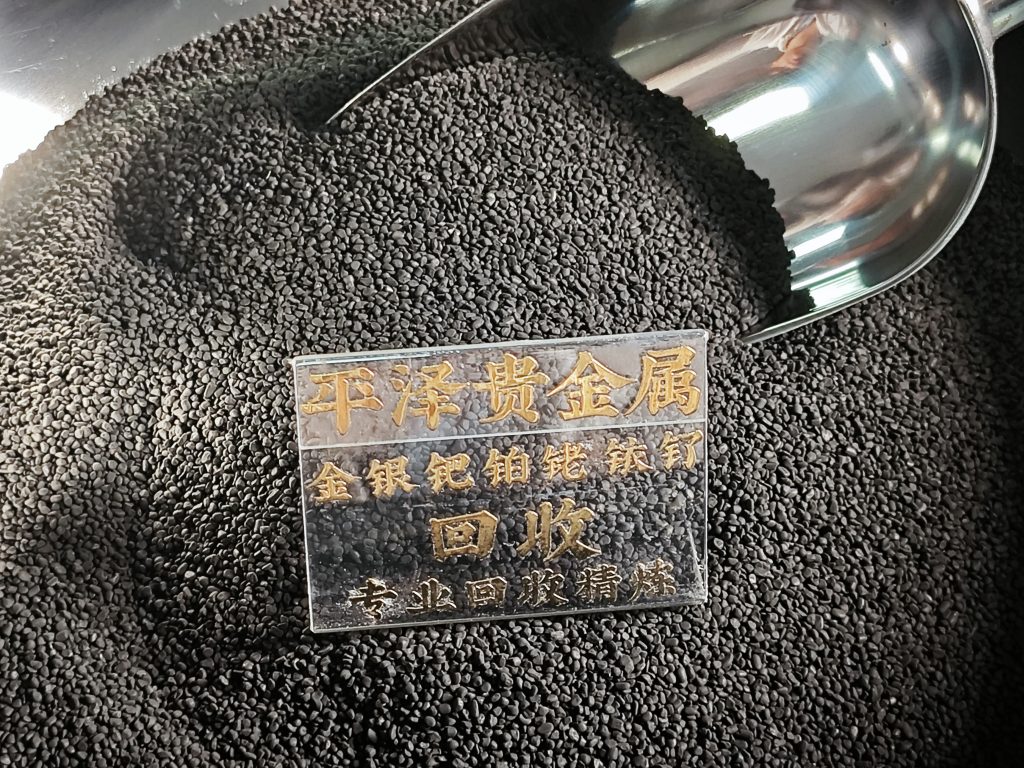 平泽贵金属
金银钯铂铑铱钌
回收
专业回收精炼